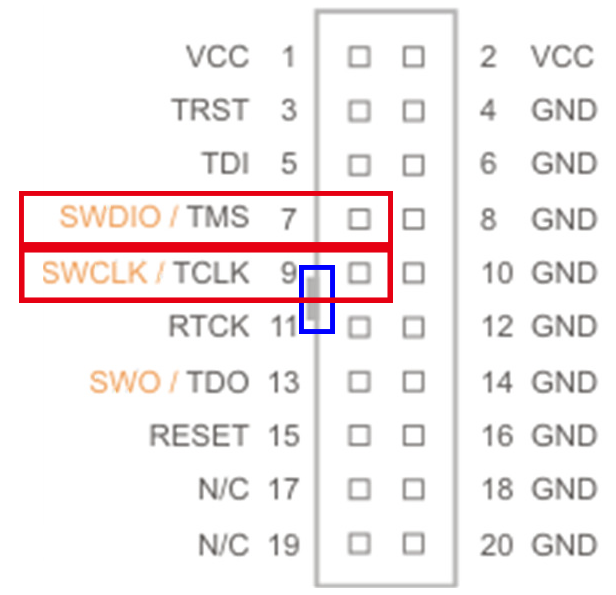 VCC 1 2 VCC
TRST 3 4 GND
TDI 5 6 GND
SWDIO / TMS 7 8 GND
SWCLK / TCLK 9 10 GND
RTCK 11 12 GND
SWO / TDO 13 14 GND
RESET 15 16 GND
N/C 17 18 GND
N/C 19 20 GND